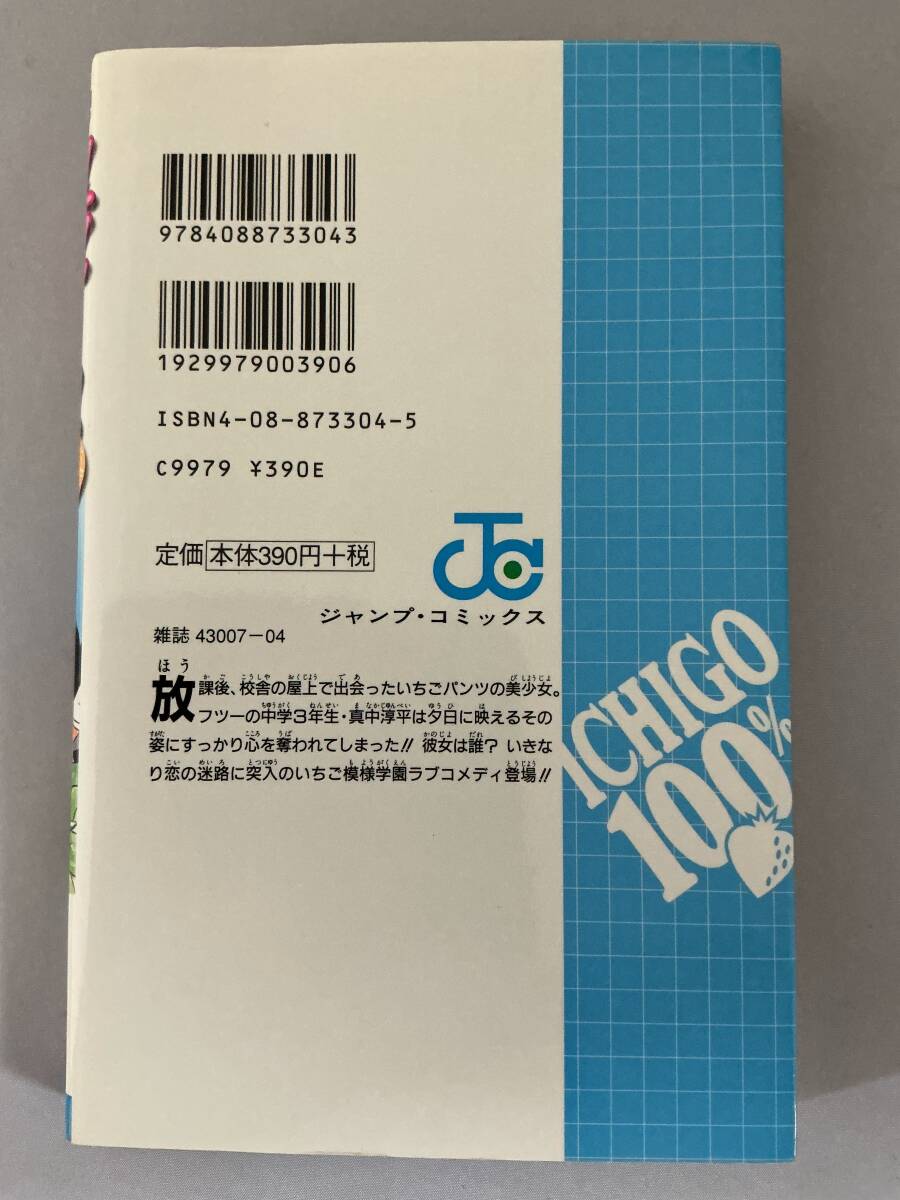 9784088733043
1929979003906
ISBN4-08-873304-5
C9979 ¥390E
定価 本体390円+税
ジャンプ・コミックス
雑誌 43007-04
放課後、校舎の屋上で出会ったいちごパンツの美少女。
フツーの中学3年生・真中淳平は夕日に映えるその
姿にすっかり心を奪われてしまった!! 彼女は誰? いきな
り恋の迷路に突入のいちご模様学園ラブコメディ登場!!
ICHIGO
100%